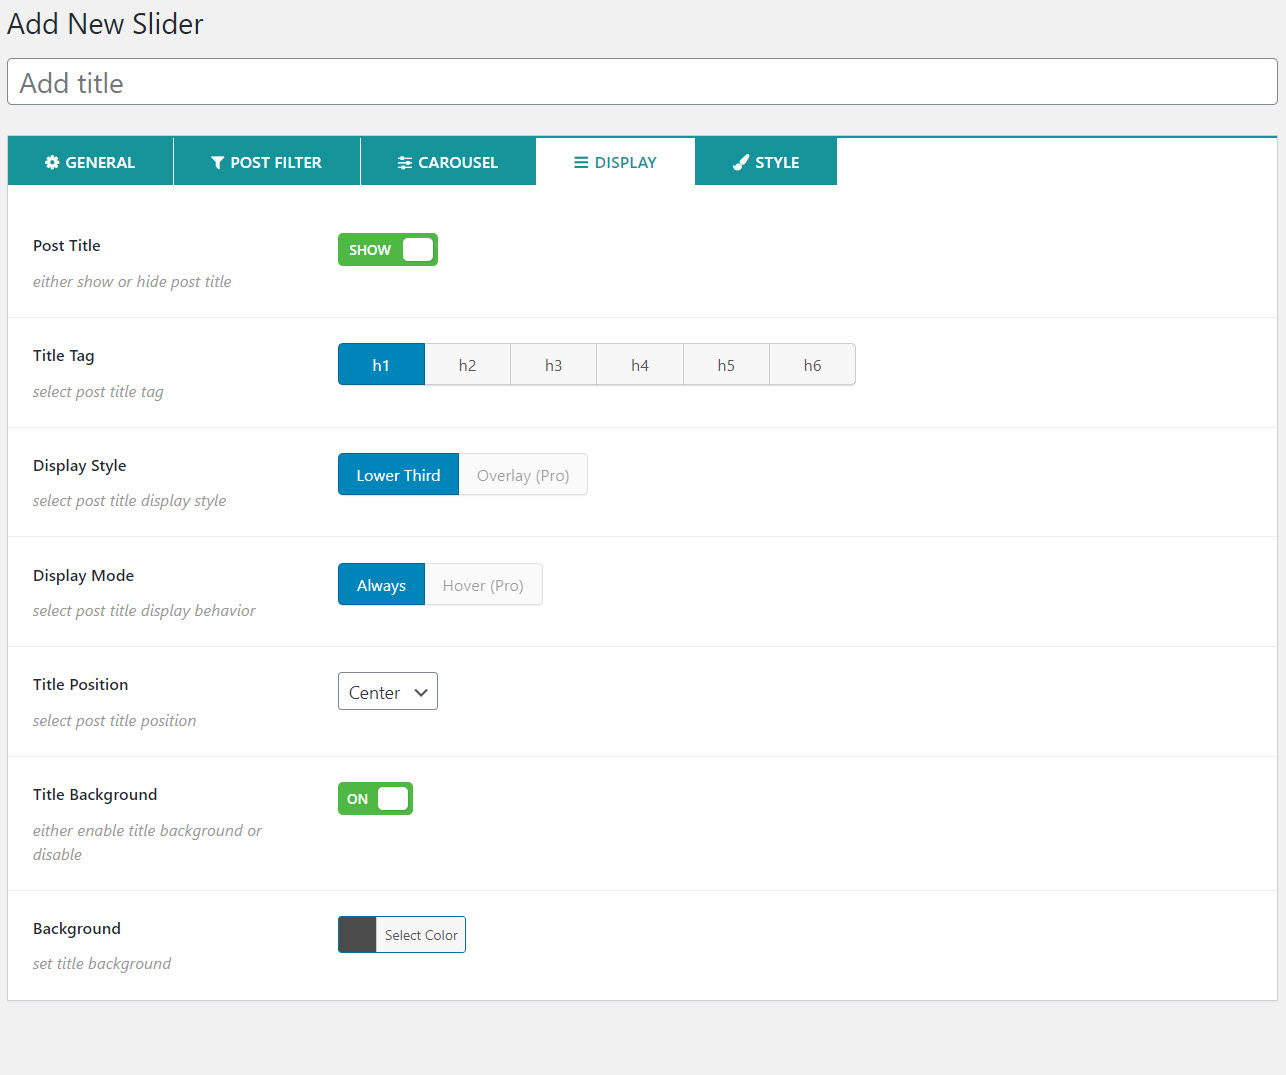 Add New Slider
Add title
GENERAL
POST FILTER
CAROUSEL
DISPLAY
STYLE
Post Title
SHOW
either show or hide post title
Title Tag
h1
h2
h3
h4
h5
h6
select post title tag
Display Style
Lower Third
Overlay (Pro)
select post title display style
Display Mode
Always
Hover (Pro)
select post title display behavior
Title Position
Center
select post title position
Title Background
ON
either enable title background or
disable
Background
Select Color
set title background